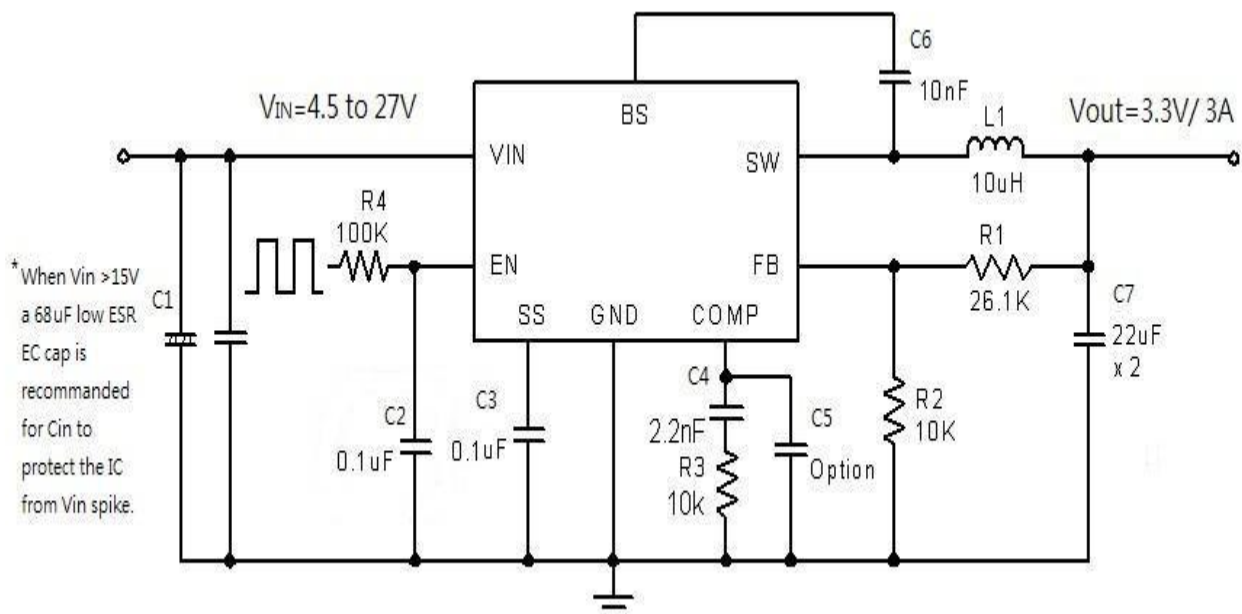 VIN=4.5 to 27V
BS
C6
10nF
L1
10uH
Vout=3.3V/ 3A
VIN
SW
R4
100K
EN
FB
R1
26.1K
*When Vin >15V
a 68uF low ESR
EC cap is
recommanded
for Cin to
protect the IC
from Vin spike.
C1
SS
GND
COMP
C7
22uF
x 2
C2
0.1uF
C3
0.1uF
C4
2.2nF
R3
10k
C5
Option
R2
10K